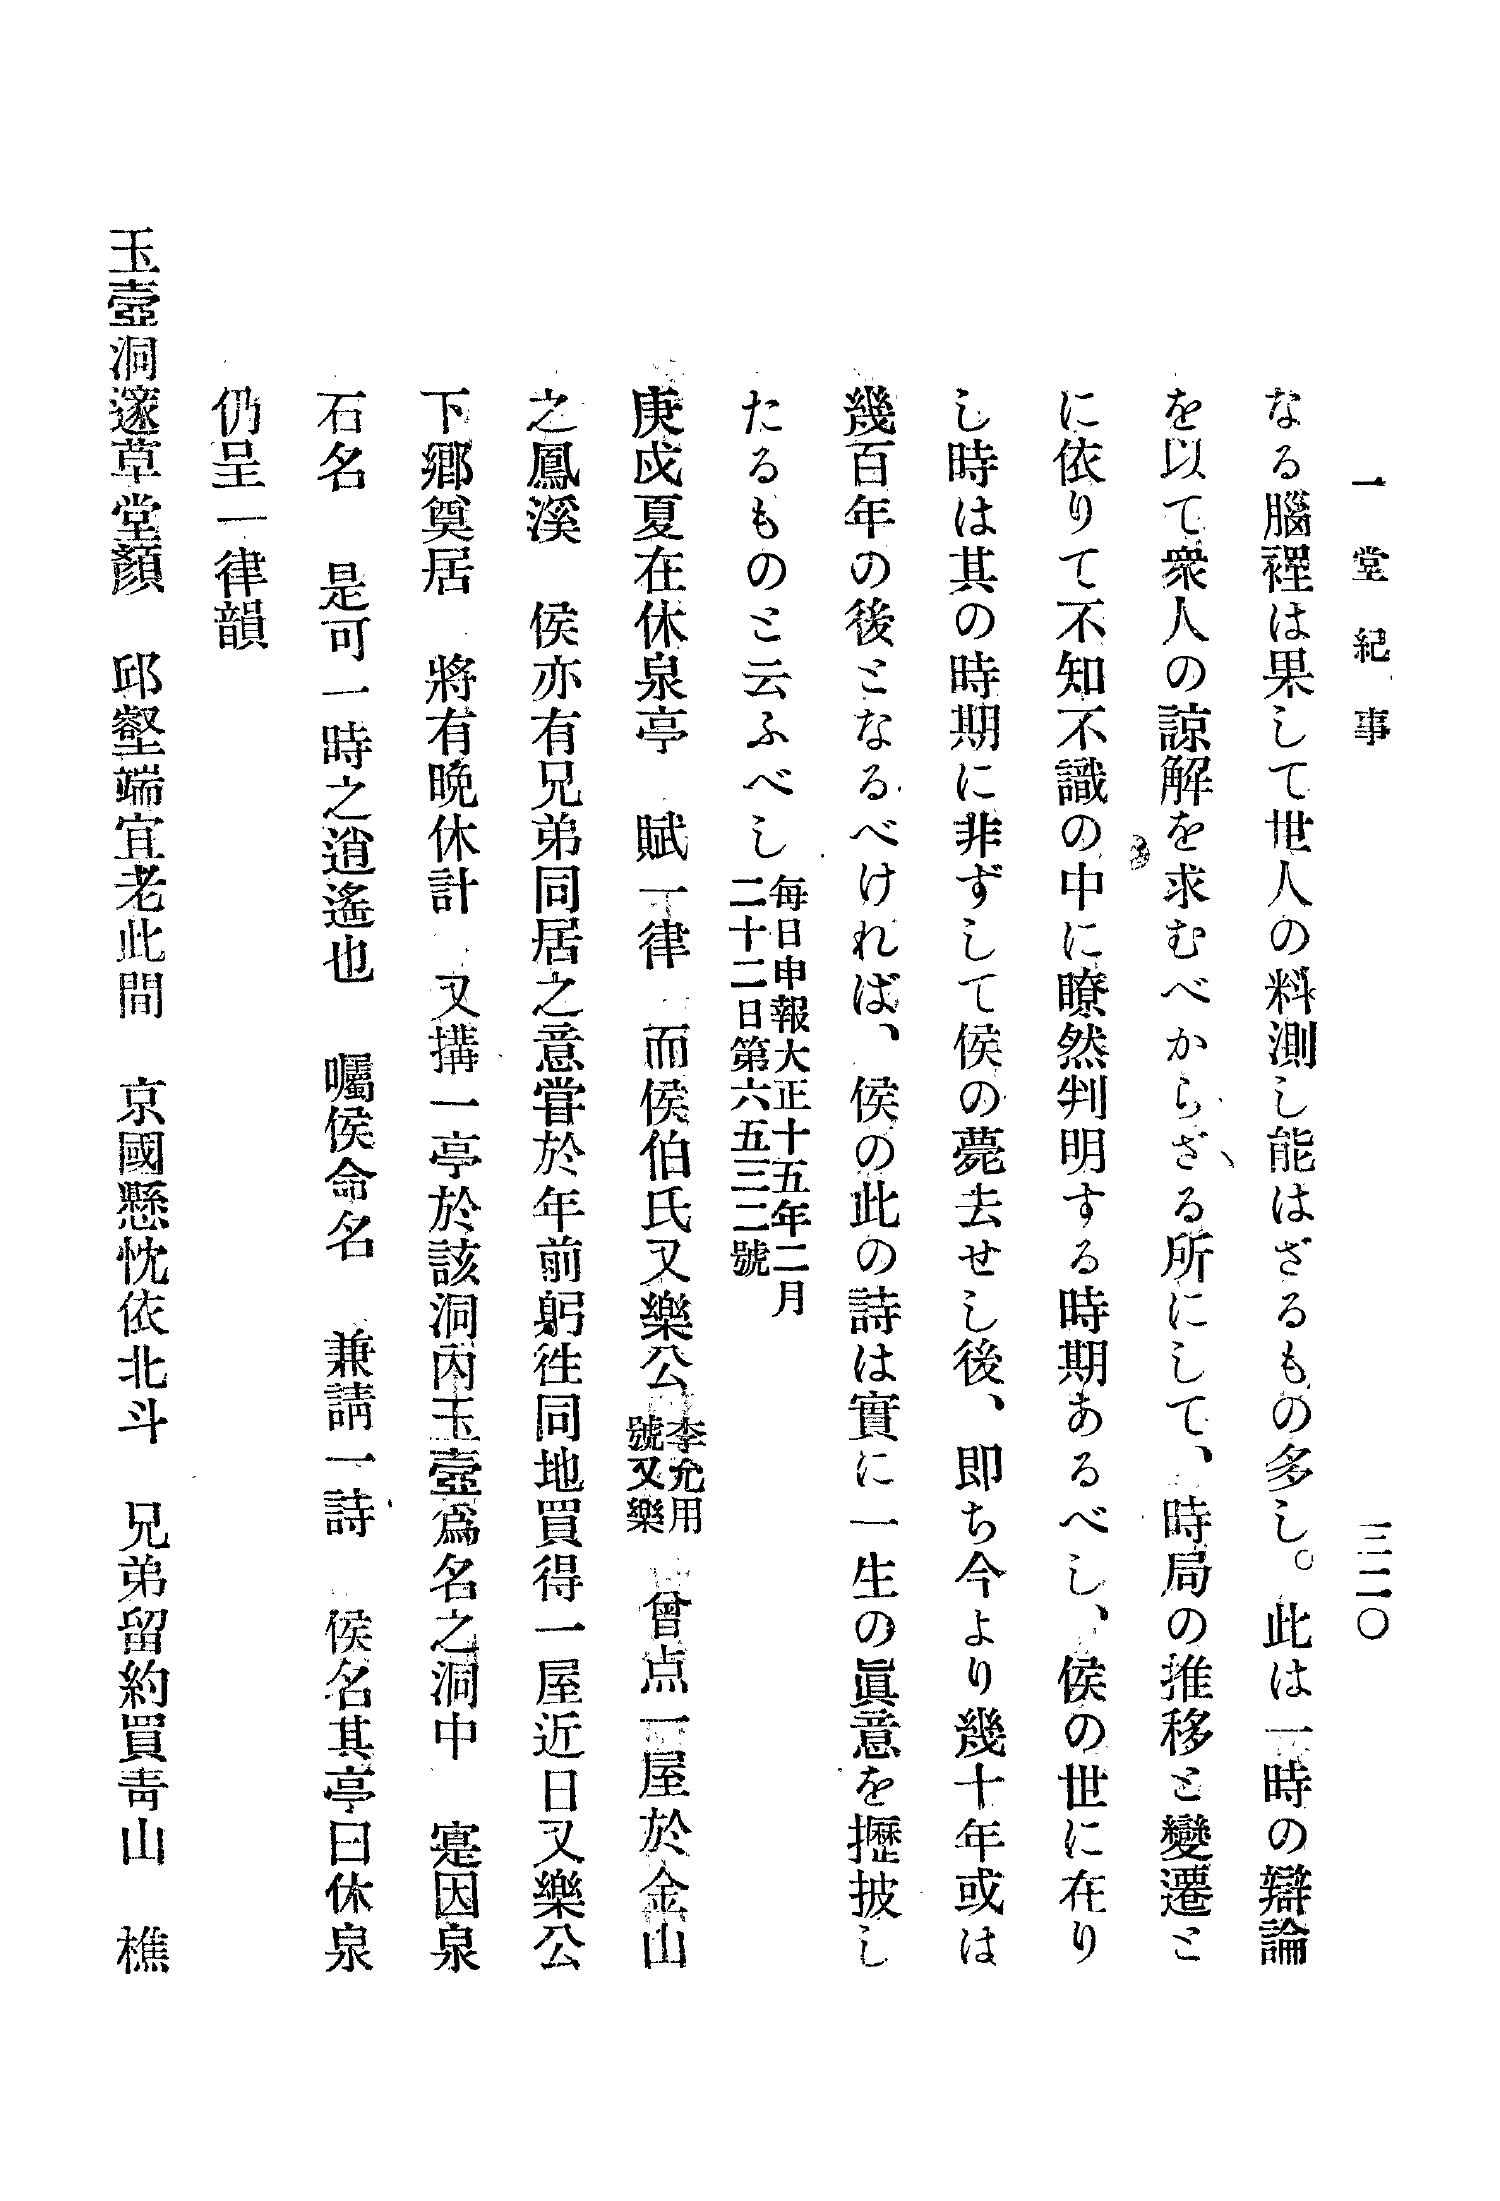 一堂紀事
三二〇
なる腦裡は果して世人の料測し能はざるもの多し。此は一時の辯論
を以て衆人の諒解を求むべからざる所にして、時局の推移と變遷と
に依りて不知不識の中に瞭然判明する時期あるべし、侯の世に在り
し時は其の時期に非ずして侯の薨去せし後、即ち今より幾十年或は
幾百年の後となるべければ、侯の此の詩は實に一生の眞意を攊披し
たるものと云ふべし
每日申報大正十五年二月
二十二日第六五三二號
庚戌夏在休泉亭　賦一律　而侯伯氏又樂公
李允用
號又樂
曾点一屋於金山
之鳳溪　侯亦有兄弟同居之意嘗於年前躬徃同地買得一屋近日又樂公
下鄉奠居　將有晚休計　又搆一亭於該洞內玉壼爲名之洞中　寔因泉
石名　是可一時之逍遙也　囑侯命名　兼請一詩　侯名其亭曰休泉
仍呈一律韻
玉壼洞邃草堂顏　邱壑端宜老此間　京國懸忱依北斗　兄弟留約買靑山　樵